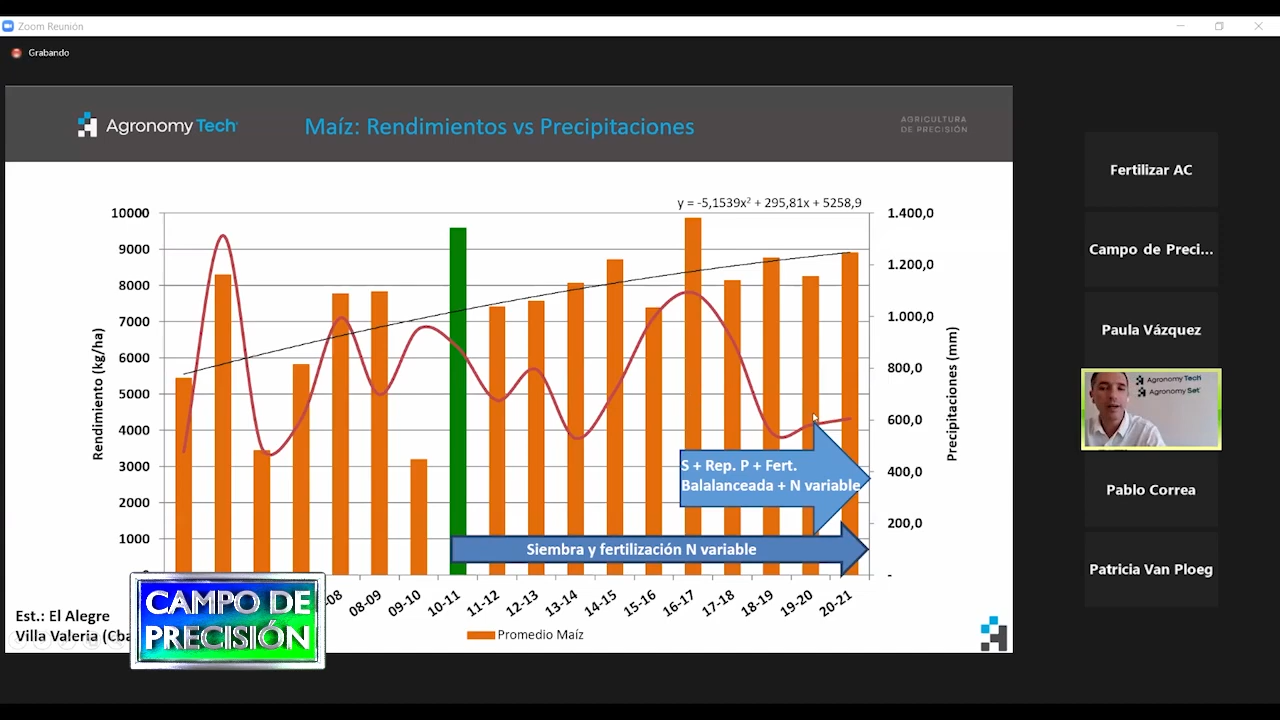 Zoom Reunión
Grabando
Agronomy Tech
Maíz: Rendimientos vs Precipitaciones
AGRICULTURA
DE PRECISIÓN
y = -5,1539x² + 295,81x + 5258,9
10000
9000
8000
7000
6000
5000
4000
3000
2000
1000
Rendimiento (kg/ha)
1.400,0
1.200,0
1.000,0
800,0
600,0
400,0
200,0
-
Precipitaciones (mm)
S + Rep. P + Fert.
Balalanceada + N variable
Siembra y fertilización N variable
-08
08-09
09-10
10-11
11-12
12-13
13-14
14-15
15-16
16-17
17-18
18-19
19-20
20-21
Promedio Maíz
Est.: El Alegre
Villa Valeria (Cba
CAMPO DE
PRECISIÓN
Fertilizar AC
Campo de Preci...
Paula Vázquez
Agronomy Tech
Agronomy Set
Pablo Correa
Patricia Van Ploeg